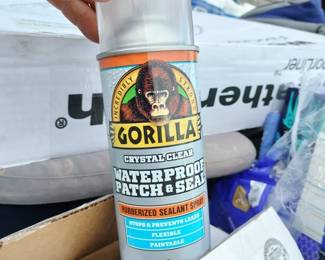 INCREDIBLY STRONG
GORILLA
CRYSTAL CLEAR
WATERPROOF
PATCH & SEAL
RUBBERIZED SEALANT SPRAY
STOPS & PREVENTS LEAKS
FLEXIBLE
PAINTABLE